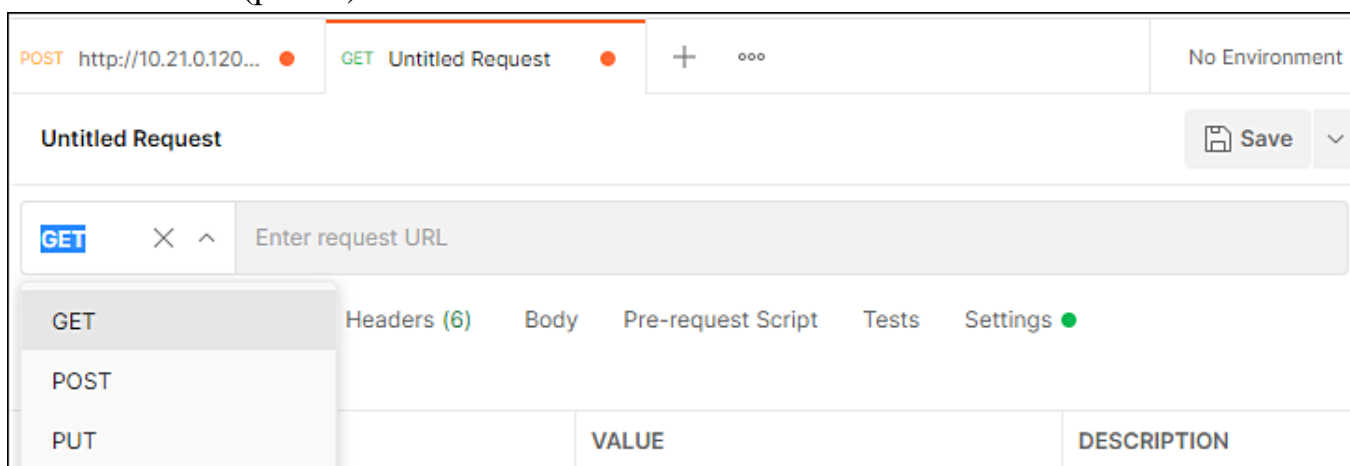 POST http://10.21.0.120... GET Untitled Request No Environment
Untitled Request Save
GET Enter request URL
GET Headers (6) Body Pre-request Script Tests Settings
POST
PUT VALUE DESCRIPTION